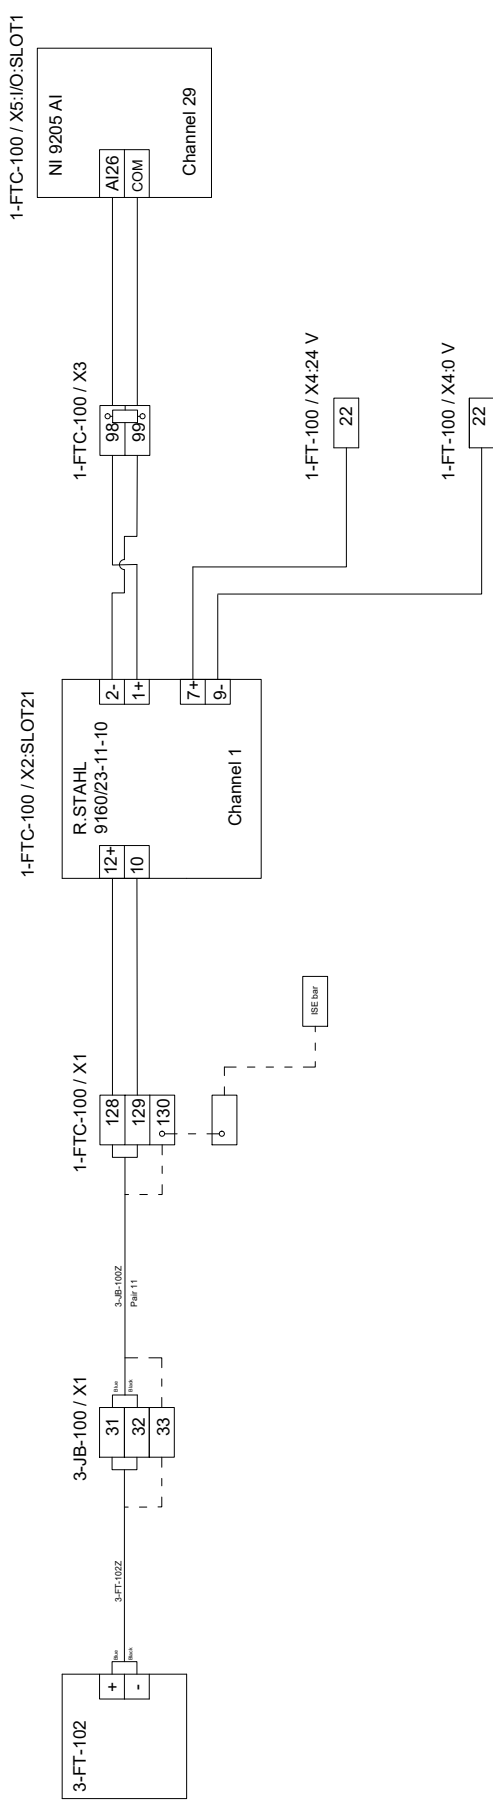 1-FTC-100 / X5:I/O:SLOT1
NI 9205 AI
AI26
COM
Channel 29
1-FTC-100 / X3
98
99
1-FT-100 / X4:24 V
22
1-FT-100 / X4:0 V
22
1-FTC-100 / X2:SLOT21
R.STAHL
9160/23-11-10
2-
1+
7+
9-
12+
10
Channel 1
ISE bar
1-FTC-100 / X1
128
129
130
3-JB-100Z
Pair 11
3-JB-100 / X1
Blue
Black
31
32
33
3-FT-102Z
Blue
Black
3-FT-102
+
-